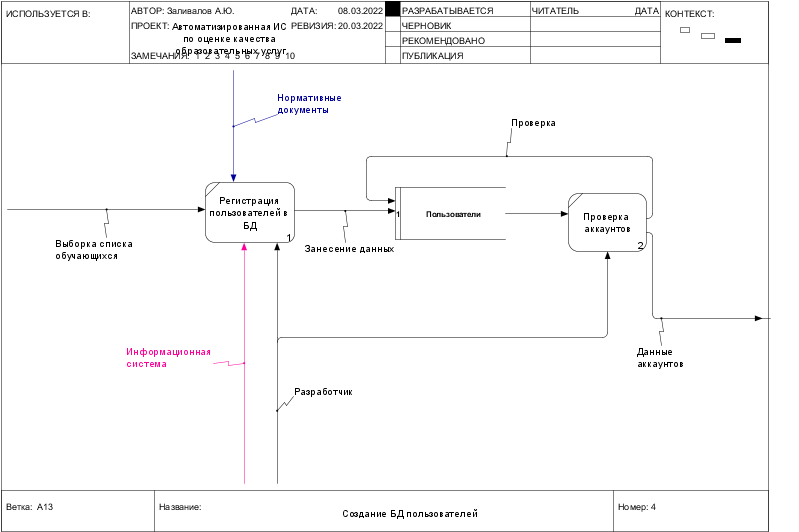 ИСПОЛЬЗУЕТСЯ В:
АВТОР: Заливалов А.Ю.
ДАТА: 08.03.2022
РАЗРАБАТЫВАЕТСЯ
ЧИТАТЕЛЬ ДАТА
КОНТЕКСТ:
ПРОЕКТ: Автоматизированная ИС
по оценке качества
образовательных услуг
РЕВИЗИЯ: 20.03.2022
ЧЕРНОВИК
РЕКОМЕНДОВАНО
ЗАМЕЧАНИЯ: 1 2 3 4 5 6 7 8 9 10
ПУБЛИКАЦИЯ
Нормативные
документы
Проверка
Регистрация
пользователей в
БД
1
1
Пользователи
Проверка
аккаунтов
2
Выборка списка
обучающихся
Занесение данных
Информационная
система
Данные
аккаунтов
Разработчик
Ветка: A13
Название:
Создание БД пользователей
Номер: 4